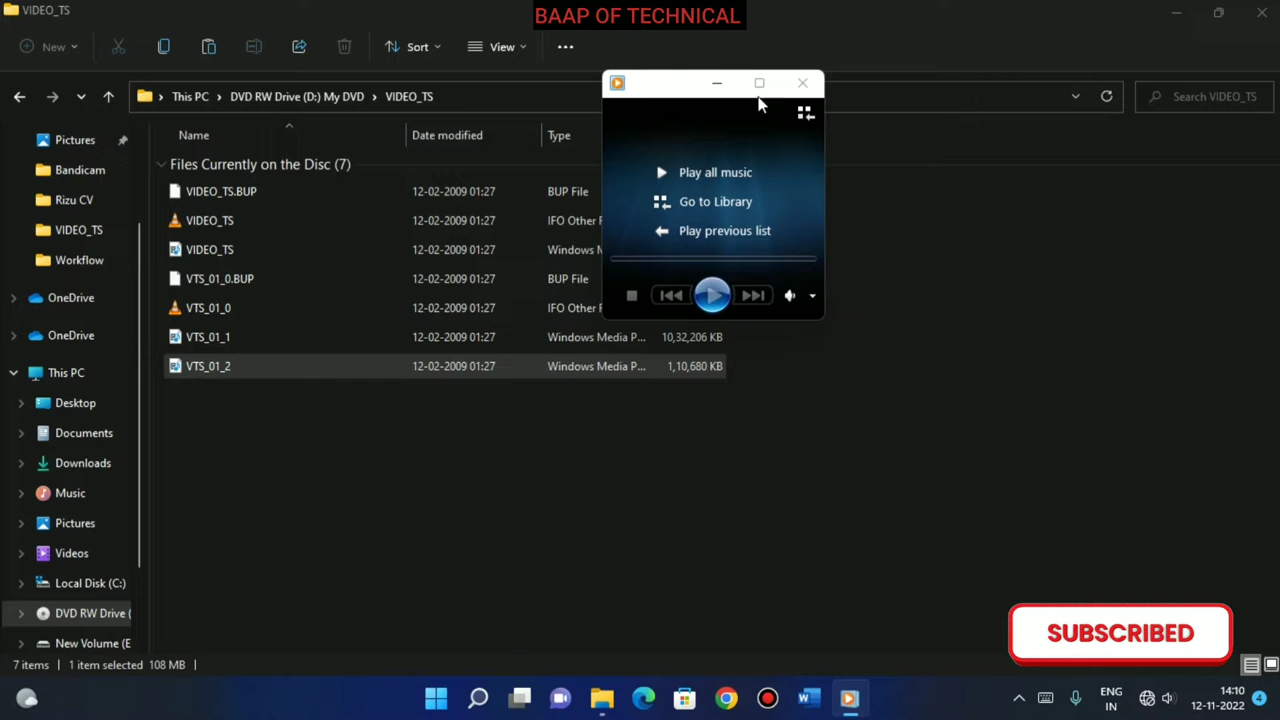 VIDEO_TS
BAAP OF TECHNICAL
New
Sort
View
This PC
DVD RW Drive (D:) My DVD
VIDEO_TS
Search VIDEO_TS
Pictures
Bandicam
Rizu CV
VIDEO_TS
Workflow
OneDrive
OneDrive
This PC
Desktop
Documents
Downloads
Music
Pictures
Videos
Local Disk (C:)
DVD RW Drive (
New Volume (E
Name
Date modified
Type
Files Currently on the Disc (7)
VIDEO_TS.BUP 12-02-2009 01:27 BUP File
VIDEO_TS 12-02-2009 01:27 IFO Other F
VIDEO_TS 12-02-2009 01:27 Windows M
VTS_01_0.BUP 12-02-2009 01:27 BUP File
VTS_01_0 12-02-2009 01:27 IFO Other F
VTS_01_1 12-02-2009 01:27 Windows Media P... 10,32,206 KB
VTS_01_2 12-02-2009 01:27 Windows Media P... 1,10,680 KB
Play all music
Go to Library
Play previous list
SUBSCRIBED
7 items
1 item selected 108 MB
ENG
IN
14:10
12-11-2022
4